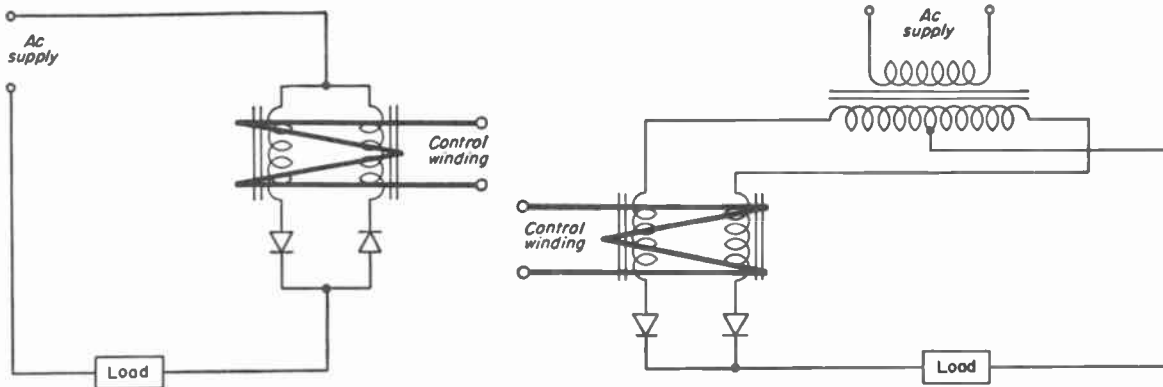 Ac
supply
Control
winding
Load
Ac
supply
Control
winding
Load